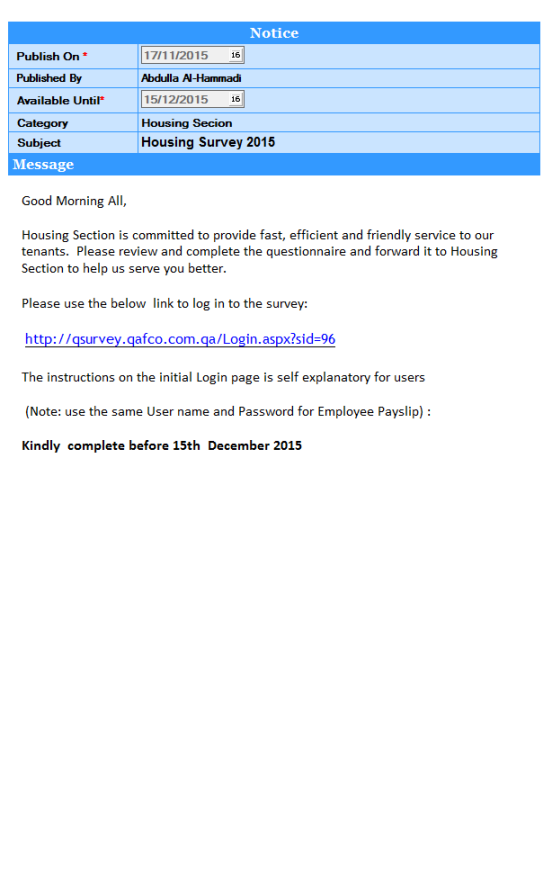 Notice
Publish On * 17/11/2015 16
Published By Abdulla Al-Hammadi
Available Until* 15/12/2015 16
Category Housing Secion
Subject Housing Survey 2015
Message
Good Morning All,
Housing Section is committed to provide fast, efficient and friendly service to our
tenants.  Please review and complete the questionnaire and forward it to Housing
Section to help us serve you better.
Please use the below  link to log in to the survey:
http://qsurvey.qafco.com.qa/Login.aspx?sid=96
The instructions on the initial Login page is self explanatory for users
(Note: use the same User name and Password for Employee Payslip) :
Kindly  complete before 15th  December 2015